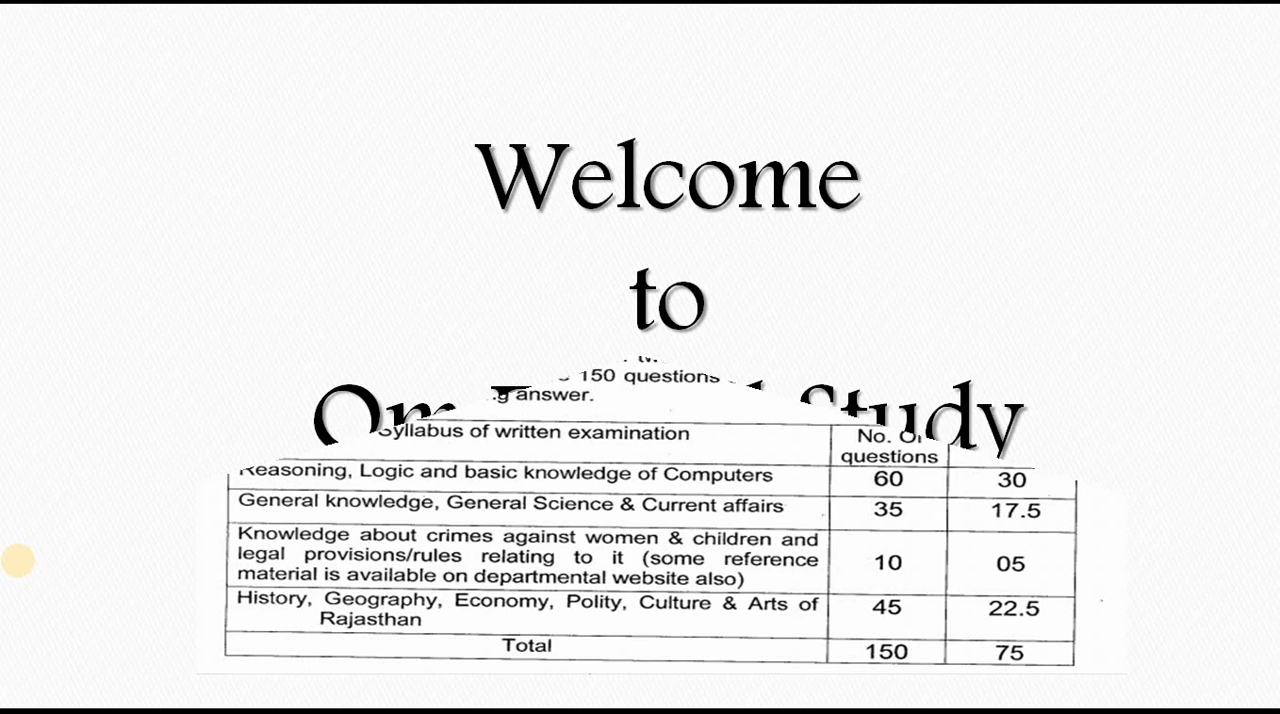 Welcome
to
150 questions
answer.
Study
Syllabus of written examination
No. Of
questions
Reasoning, Logic and basic knowledge of Computers 60 30
General knowledge, General Science & Current affairs 35 17.5
Knowledge about crimes against women & children and
legal provisions/rules relating to it (some reference
material is available on departmental website also) 10 05
History, Geography, Economy, Polity, Culture & Arts of
Rajasthan 45 22.5
Total 150 75